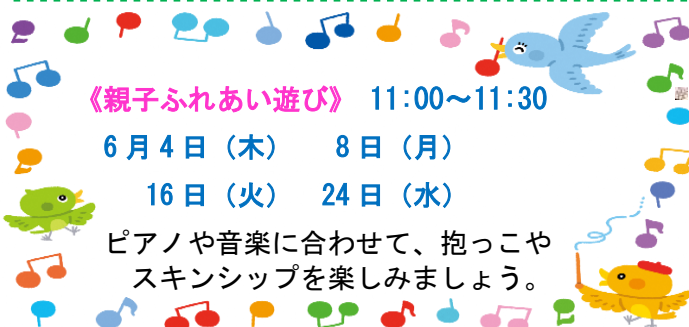 《親子ふれあい遊び》 11:00～11:30
6月4日（木）　8日（月）
16日（火）　24日（水）
ピアノや音楽に合わせて、抱っこや
スキンシップを楽しみましょう。